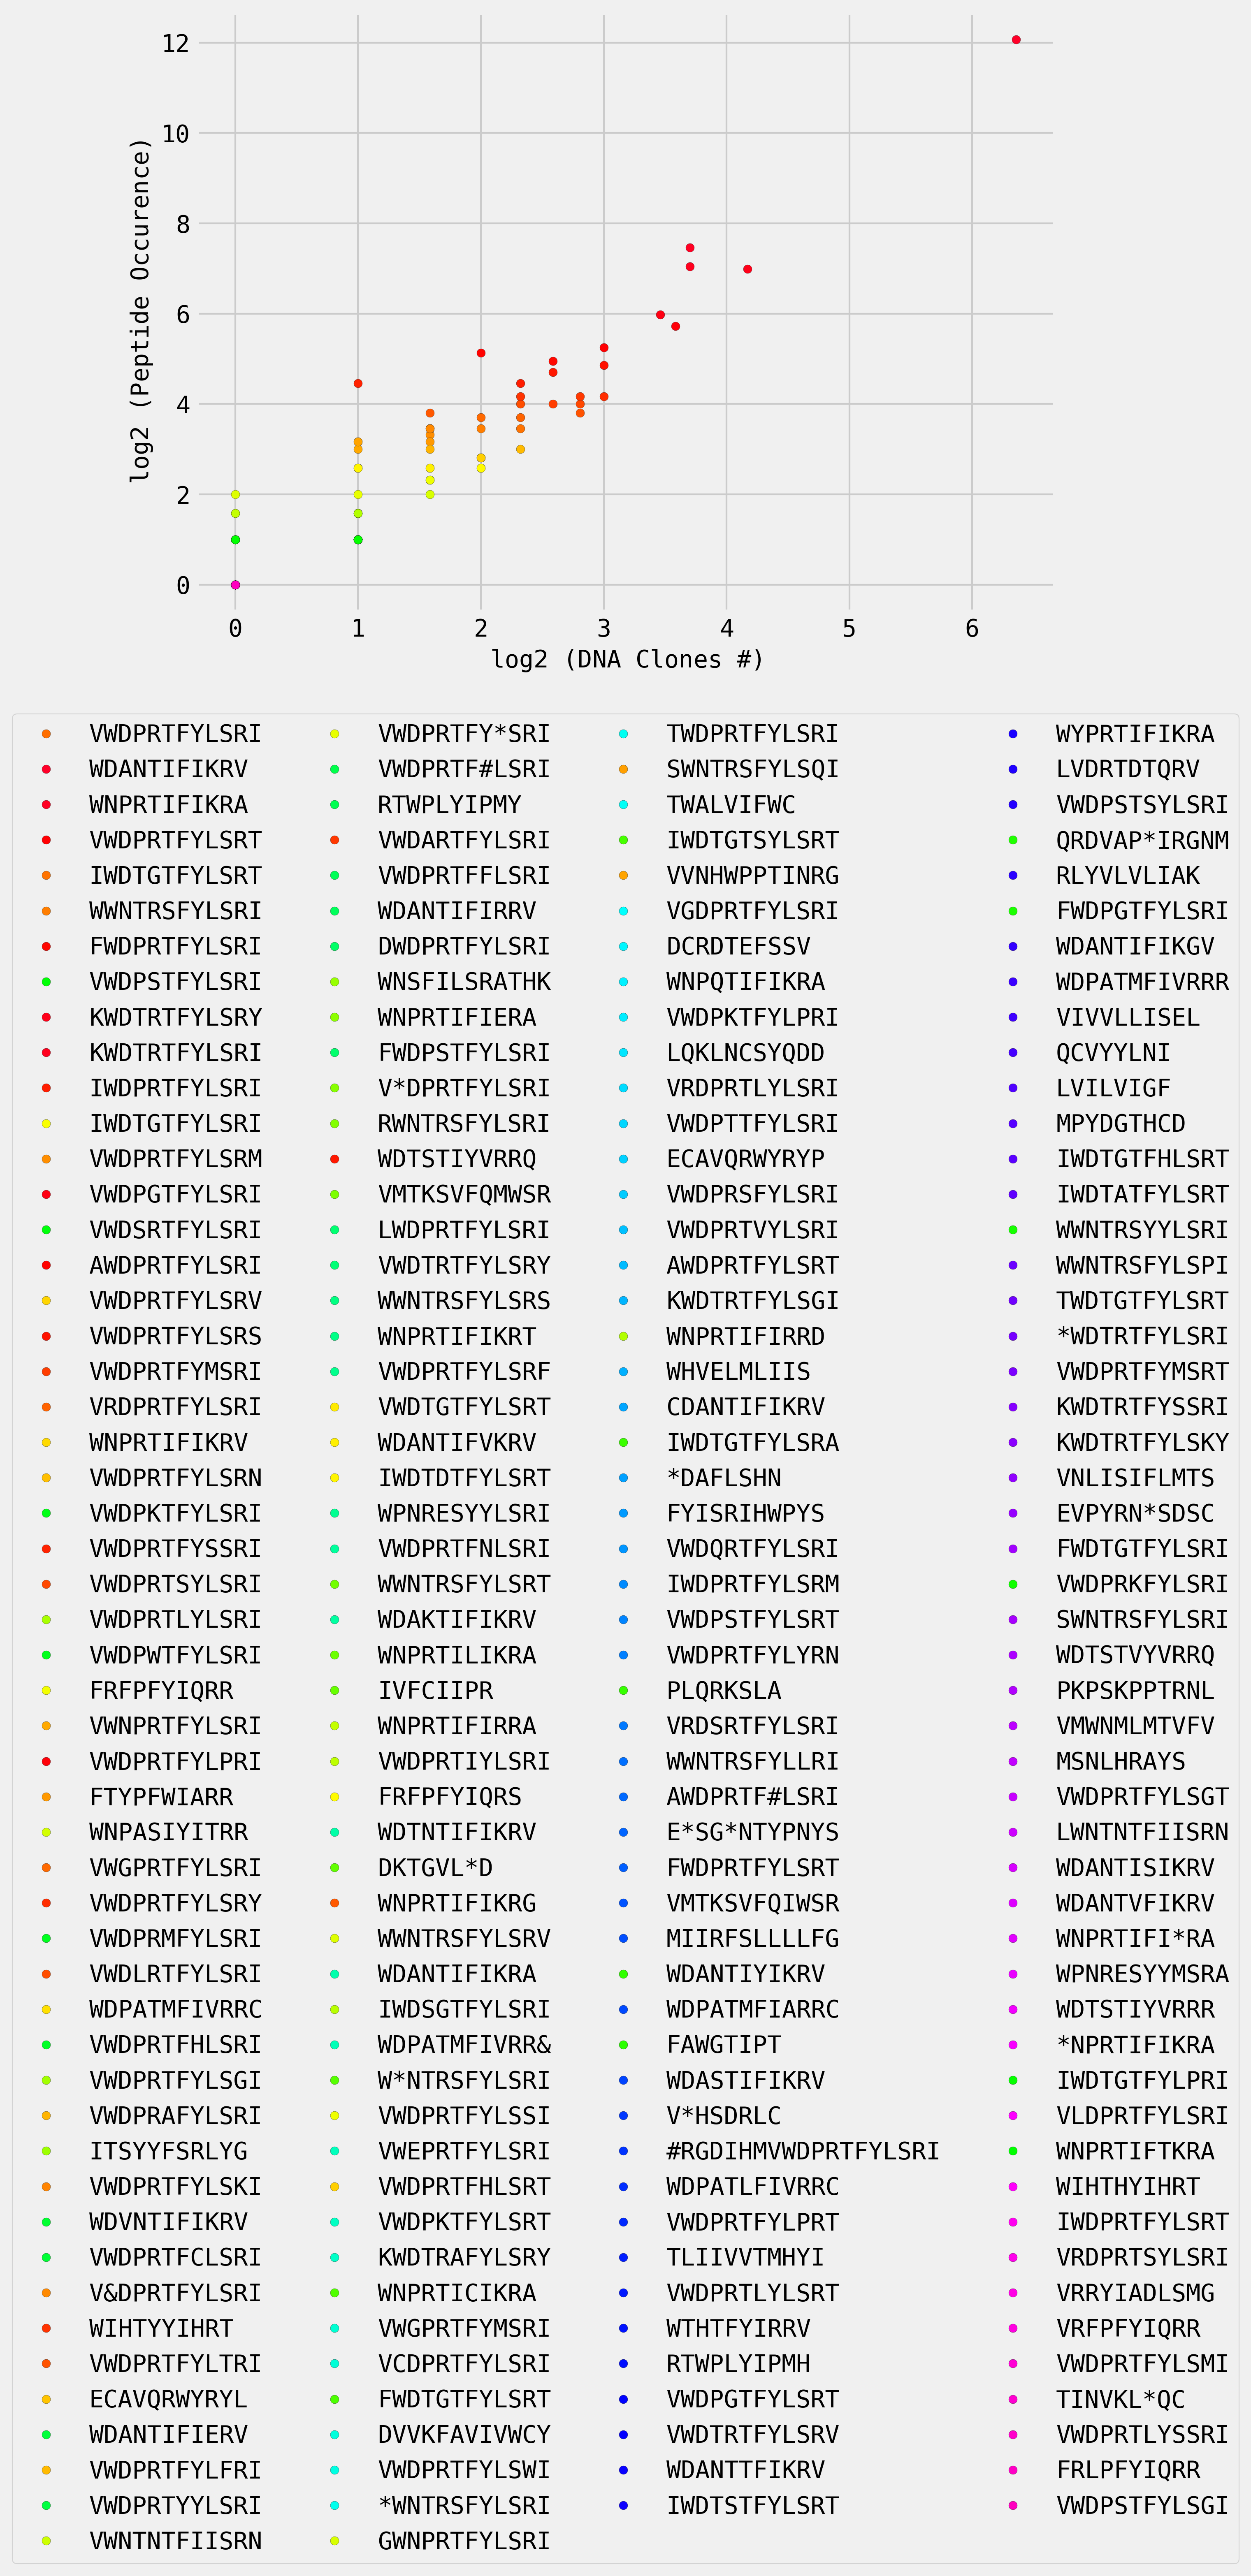 12
10
8
6
4
2
0
log2 (Peptide Occurence)
0 1 2 3 4 5 6
log2 (DNA Clones #)
VWDPRTFYLSRI
WDANTIFIKRV
WNPRTIFIKRA
VWDPRTFYLSRT
IWDTGTFYLSRT
WWNTRSFYLSRI
FWDPRTFYLSRI
VWDPSTFYLSRI
KWDTRTFYLSRY
KWDTRTFYLSRI
IWDPRTFYLSRI
IWDTGTFYLSRI
VWDPRTFYLSRM
VWDPGTFYLSRI
VWDSRTFYLSRI
AWDPRTFYLSRI
VWDPRTFYLSRV
VWDPRTFYLSRS
VWDPRTFYMSRI
VRDPRTFYLSRI
WNPRTIFIKRV
VWDPRTFYLSRN
VWDPKTFYLSRI
VWDPRTFYSSRI
VWDPRTSYLSRI
VWDPRTLYLSRI
VWDPWTFYLSRI
FRFPFYIQRR
VWNPRTFYLSRI
VWDPRTFYLPRI
FTYPFWIARR
WNPASIYITRR
VWGPRTFYLSRI
VWDPRTFYLSRY
VWDPRMFYLSRI
VWDLRTFYLSRI
WDPATMFIVRRC
VWDPRTFHLSRI
VWDPRTFYLSGI
VWDPRAFYLSRI
ITSYYFSRLYG
VWDPRTFYLSKI
WDVNTIFIKRV
VWDPRTFCLSRI
V&DPRTFYLSRI
WIHTYYIHRT
VWDPRTFYLTRI
ECAVQRWYRYL
WDANTIFIERV
VWDPRTFYLFRI
VWDPRTYYLSRI
VWNTNTFIISRN
VWDPRTFY*SRI
VWDPRTF#LSRI
RTWPLYIPMY
VWDARTFYLSRI
VWDPRTFFLSRI
WDANTIFIRRV
DWDPRTFYLSRI
WNSFILSRATHK
WNPRTIFIERA
FWDPSTFYLSRI
V*DPRTFYLSRI
RWNTRSFYLSRI
WDTSTIYVRRQ
VMTKSVFQMWSR
LWDPRTFYLSRI
VWDTRTFYLSRY
WWNTRSFYLSRS
WNPRTIFIKRT
VWDPRTFYLSRF
VWDTGTFYLSRT
WDANTIFVKRV
IWDTDTFYLSRT
WPNRESYYLSRI
VWDPRTFNLSRI
WWNTRSFYLSRT
WDAKTIFIKRV
WNPRTILIKRA
IVFCIIPR
WNPRTIFIRRA
VWDPRTIYLSRI
FRFPFYIQRS
WDTNTIFIKRV
DKTGVL*D
WNPRTIFIKRG
WWNTRSFYLSRV
WDANTIFIKRA
IWDSGTFYLSRI
WDPATMFIVRR&
W*NTRSFYLSRI
VWDPRTFYLSSI
VWEPRTFYLSRI
VWDPRTFHLSRT
VWDPKTFYLSRT
KWDTRAFYLSRY
WNPRTICIKRA
VWGPRTFYMSRI
VCDPRTFYLSRI
FWDTGTFYLSRT
DVVKFAVIVWCY
VWDPRTFYLSWI
*WNTRSFYLSRI
GWNPRTFYLSRI
TWDPRTFYLSRI
SWNTRSFYLSQI
TWALVIFWC
IWDTGTSYLSRT
VVNHWPPTINRG
VGDPRTFYLSRI
DCRDTEFSSV
WNPQTIFIKRA
VWDPKTFYLPRI
LQKLNCSYQDD
VRDPRTLYLSRI
VWDPTTFYLSRI
ECAVQRWYRYP
VWDPRSFYLSRI
VWDPRTVYLSRI
AWDPRTFYLSRT
KWDTRTFYLSGI
WNPRTIFIRRD
WHVELMLIIS
CDANTIFIKRV
IWDTGTFYLSRA
*DAFLSHN
FYISRIHWPYS
VWDQRTFYLSRI
IWDPRTFYLSRM
VWDPSTFYLSRT
VWDPRTFYLYRN
PLQRKSLA
VRDSRTFYLSRI
WWNTRSFYLLRI
AWDPRTF#LSRI
E*SG*NTYPNYS
FWDPRTFYLSRT
VMTKSVFQIWSR
MIIRFSLLLLFG
WDANTIYIKRV
WDPATMFIARRC
FAWGTIPT
WDASTIFIKRV
V*HSDRLC
#RGDIHMVWDPRTFYLSRI
WDPATLFIVRRC
VWDPRTFYLPRT
TLIIVVTMHYI
VWDPRTLYLSRT
WTHTFYIRRV
RTWPLYIPMH
VWDPGTFYLSRT
VWDTRTFYLSRV
WDANTTFIKRV
IWDTSTFYLSRT
WYPRTIFIKRA
LVDRTDTQRV
VWDPSTSYLSRI
QRDVAP*IRGNM
RLYVLVLIAK
FWDPGTFYLSRI
WDANTIFIKGV
WDPATMFIVRRR
VIVVLLISEL
QCVYYLNI
LVILVIGF
MPYDGTHCD
IWDTGTFHLSRT
IWDTATFYLSRT
WWNTRSYYLSRI
WWNTRSFYLSPI
TWDTGTFYLSRT
*WDTRTFYLSRI
VWDPRTFYMSRT
KWDTRTFYSSRI
KWDTRTFYLSKY
VNLISIFLMTS
EVPYRN*SDSC
FWDTGTFYLSRI
VWDPRKFYLSRI
SWNTRSFYLSRI
WDTSTVYVRRQ
PKPSKPPTRNL
VMWNMLMTVFV
MSNLHRAYS
VWDPRTFYLSGT
LWNTNTFIISRN
WDANTISIKRV
WDANTVFIKRV
WNPRTIFI*RA
WPNRESYYMSRA
WDTSTIYVRRR
*NPRTIFIKRA
IWDTGTFYLPRI
VLDPRTFYLSRI
WNPRTIFTKRA
WIHTHYIHRT
IWDPRTFYLSRT
VRDPRTSYLSRI
VRRYIADLSMG
VRFPFYIQRR
VWDPRTFYLSMI
TINVKL*QC
VWDPRTLYSSRI
FRLPFYIQRR
VWDPSTFYLSGI